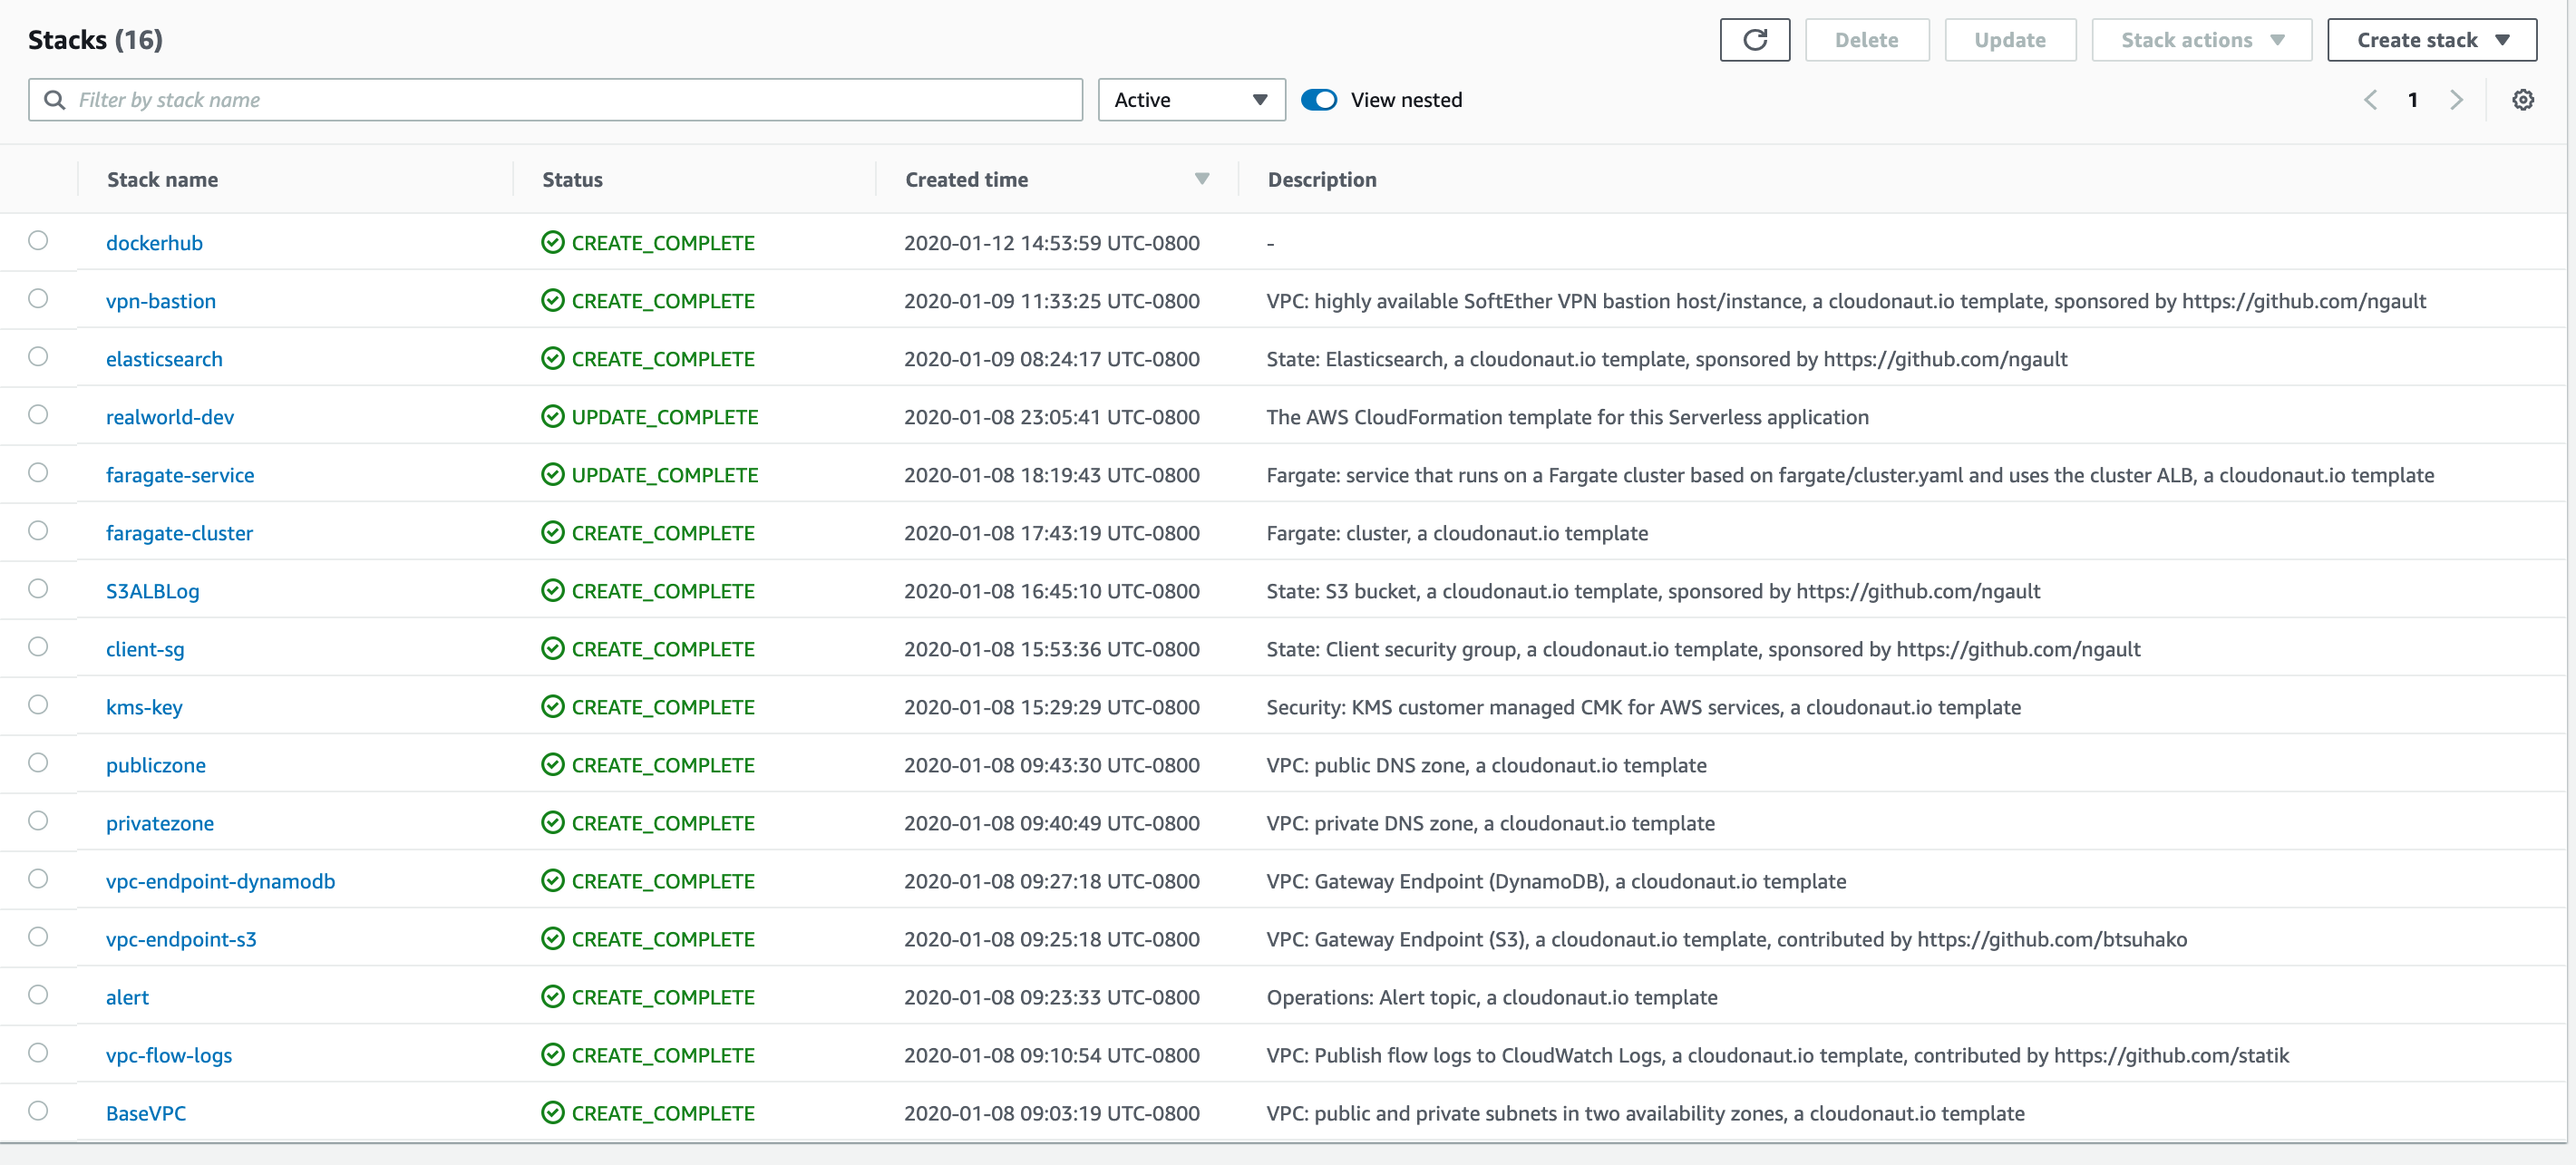 Stacks (16)
Delete
Update
Stack actions
Create stack
Filter by stack name
Active
View nested
1
Stack name Status Created time Description
dockerhub CREATE_COMPLETE 2020-01-12 14:53:59 UTC-0800 -
vpn-bastion CREATE_COMPLETE 2020-01-09 11:33:25 UTC-0800 VPC: highly available SoftEther VPN bastion host/instance, a cloudonaut.io template, sponsored by https://github.com/ngault
elasticsearch CREATE_COMPLETE 2020-01-09 08:24:17 UTC-0800 State: Elasticsearch, a cloudonaut.io template, sponsored by https://github.com/ngault
realworld-dev UPDATE_COMPLETE 2020-01-08 23:05:41 UTC-0800 The AWS CloudFormation template for this Serverless application
faragate-service UPDATE_COMPLETE 2020-01-08 18:19:43 UTC-0800 Fargate: service that runs on a Fargate cluster based on fargate/cluster.yaml and uses the cluster ALB, a cloudonaut.io template
faragate-cluster CREATE_COMPLETE 2020-01-08 17:43:19 UTC-0800 Fargate: cluster, a cloudonaut.io template
S3ALBLog CREATE_COMPLETE 2020-01-08 16:45:10 UTC-0800 State: S3 bucket, a cloudonaut.io template, sponsored by https://github.com/ngault
client-sg CREATE_COMPLETE 2020-01-08 15:53:36 UTC-0800 State: Client security group, a cloudonaut.io template, sponsored by https://github.com/ngault
kms-key CREATE_COMPLETE 2020-01-08 15:29:29 UTC-0800 Security: KMS customer managed CMK for AWS services, a cloudonaut.io template
publiczone CREATE_COMPLETE 2020-01-08 09:43:30 UTC-0800 VPC: public DNS zone, a cloudonaut.io template
privatezone CREATE_COMPLETE 2020-01-08 09:40:49 UTC-0800 VPC: private DNS zone, a cloudonaut.io template
vpc-endpoint-dynamodb CREATE_COMPLETE 2020-01-08 09:27:18 UTC-0800 VPC: Gateway Endpoint (DynamoDB), a cloudonaut.io template
vpc-endpoint-s3 CREATE_COMPLETE 2020-01-08 09:25:18 UTC-0800 VPC: Gateway Endpoint (S3), a cloudonaut.io template, contributed by https://github.com/btsuhako
alert CREATE_COMPLETE 2020-01-08 09:23:33 UTC-0800 Operations: Alert topic, a cloudonaut.io template
vpc-flow-logs CREATE_COMPLETE 2020-01-08 09:10:54 UTC-0800 VPC: Publish flow logs to CloudWatch Logs, a cloudonaut.io template, contributed by https://github.com/statik
BaseVPC CREATE_COMPLETE 2020-01-08 09:03:19 UTC-0800 VPC: public and private subnets in two availability zones, a cloudonaut.io template